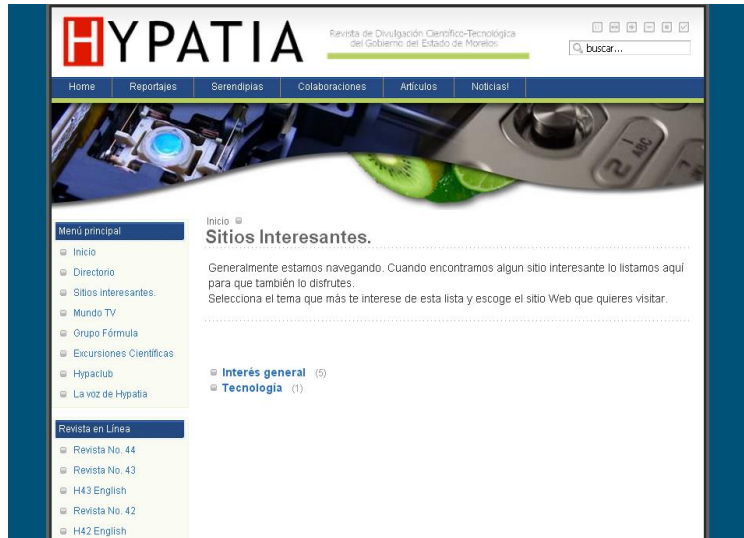 HYPATIA
Revista de Divulgación Científico-Tecnológica
del Gobierno del Estado de Morelos
buscar...
Home
Reportajes
Serendipias
Colaboraciones
Artículos
Noticias!
2 ABC
Menú principal
Inicio
Directorio
Sitios interesantes.
Mundo TV
Grupo Fórmula
Excursiones Científicas
Hypaclub
La voz de Hypatia
Revista en Línea
Revista No. 44
Revista No. 43
H43 English
Revista No. 42
H42 English
Inicio
Sitios Interesantes.
Generalmente estamos navegando. Cuando encontramos algun sitio interesante lo listamos aquí
para que también lo disfrutes.
Selecciona el tema que más te interese de esta lista y escoge el sitio Web que quieres visitar.
Interés general (5)
Tecnología (1)